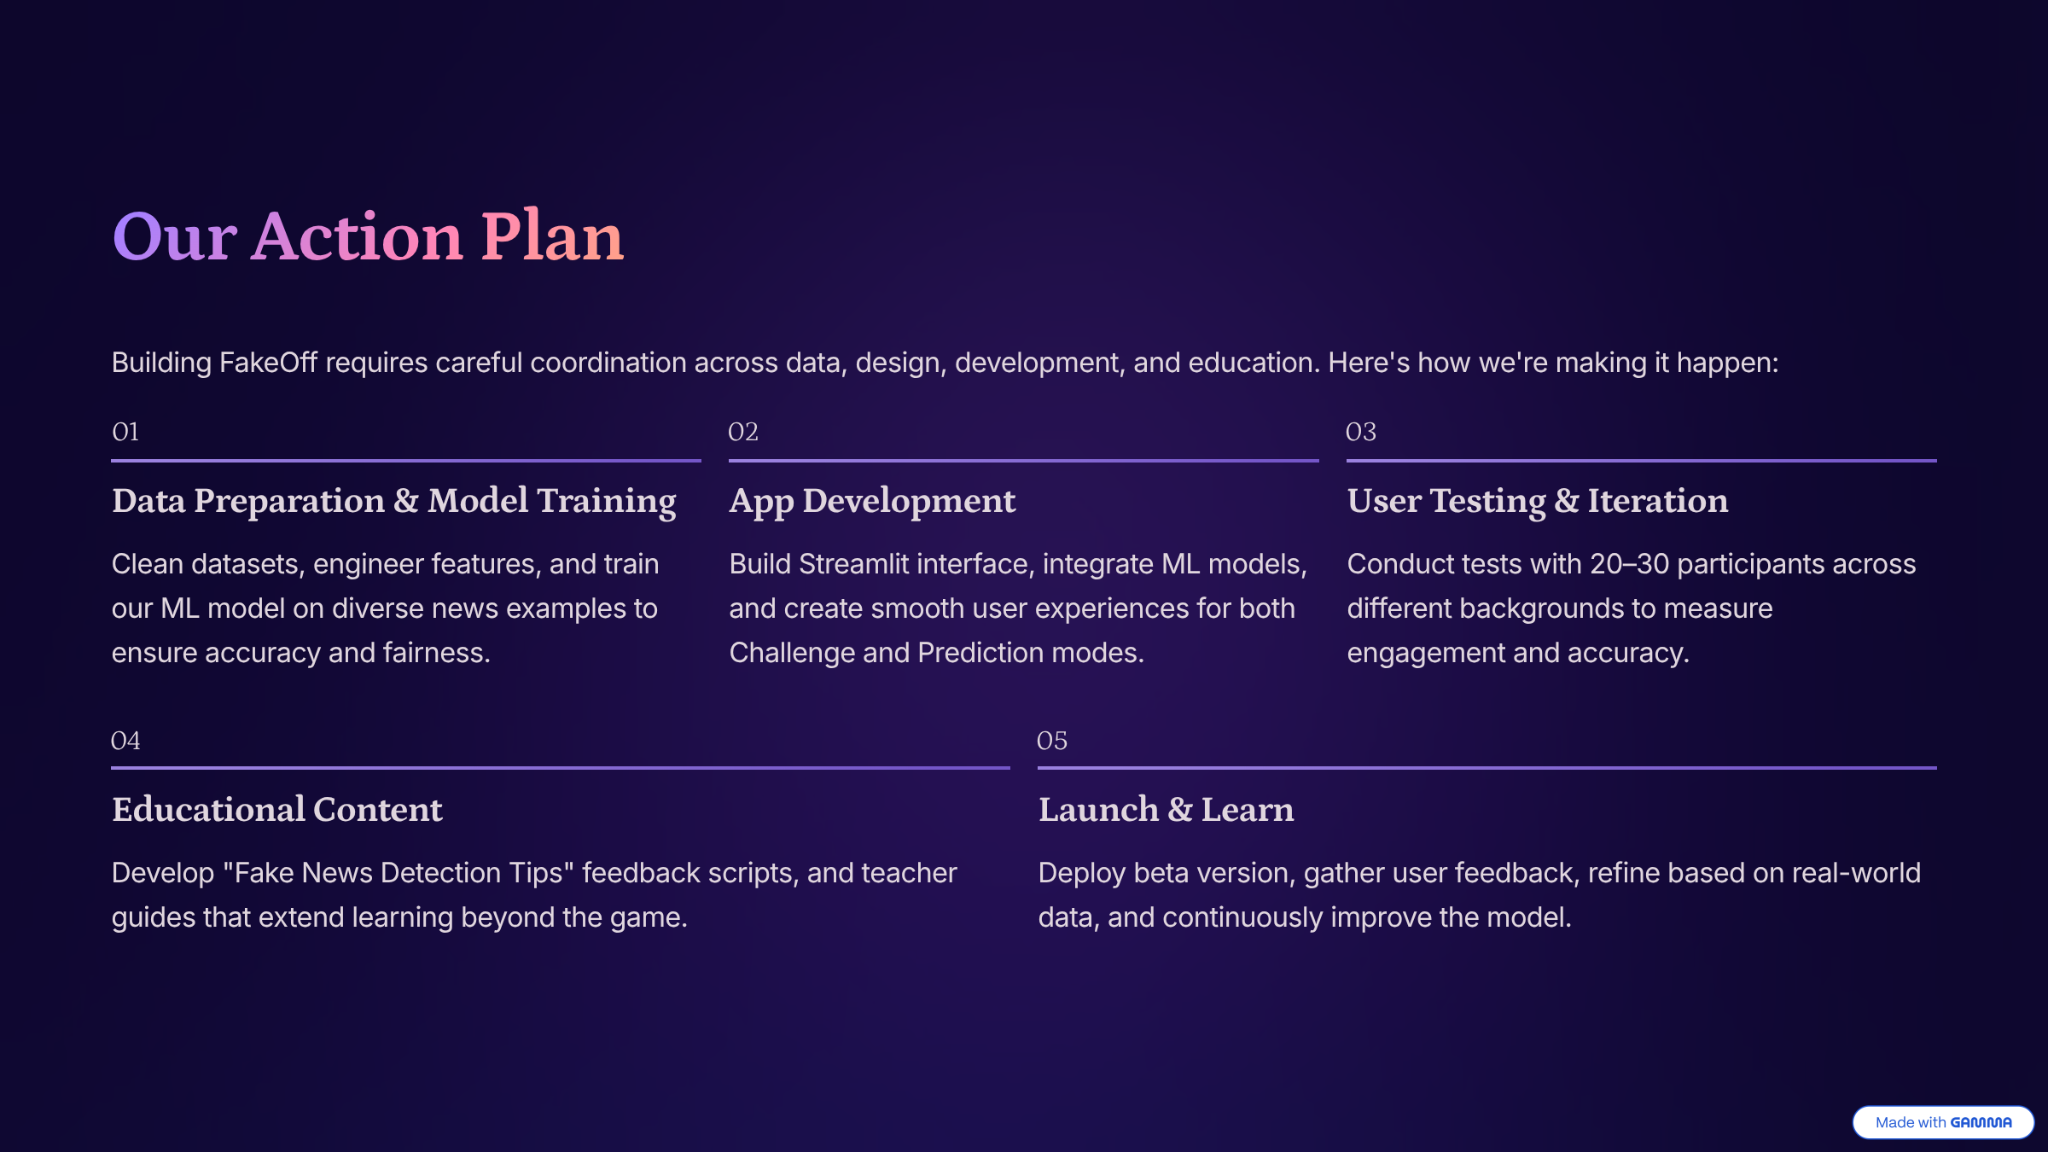 Our Action Plan
Building FakeOff requires careful coordination across data, design, development, and education. Here's how we're making it happen:
01
Data Preparation & Model Training
Clean datasets, engineer features, and train
our ML model on diverse news examples to
ensure accuracy and fairness.
02
App Development
Build Streamlit interface, integrate ML models,
and create smooth user experiences for both
Challenge and Prediction modes.
03
User Testing & Iteration
Conduct tests with 20–30 participants across
different backgrounds to measure
engagement and accuracy.
04
Educational Content
Develop "Fake News Detection Tips" feedback scripts, and teacher
guides that extend learning beyond the game.
05
Launch & Learn
Deploy beta version, gather user feedback, refine based on real-world
data, and continuously improve the model.
Made with GAMMA